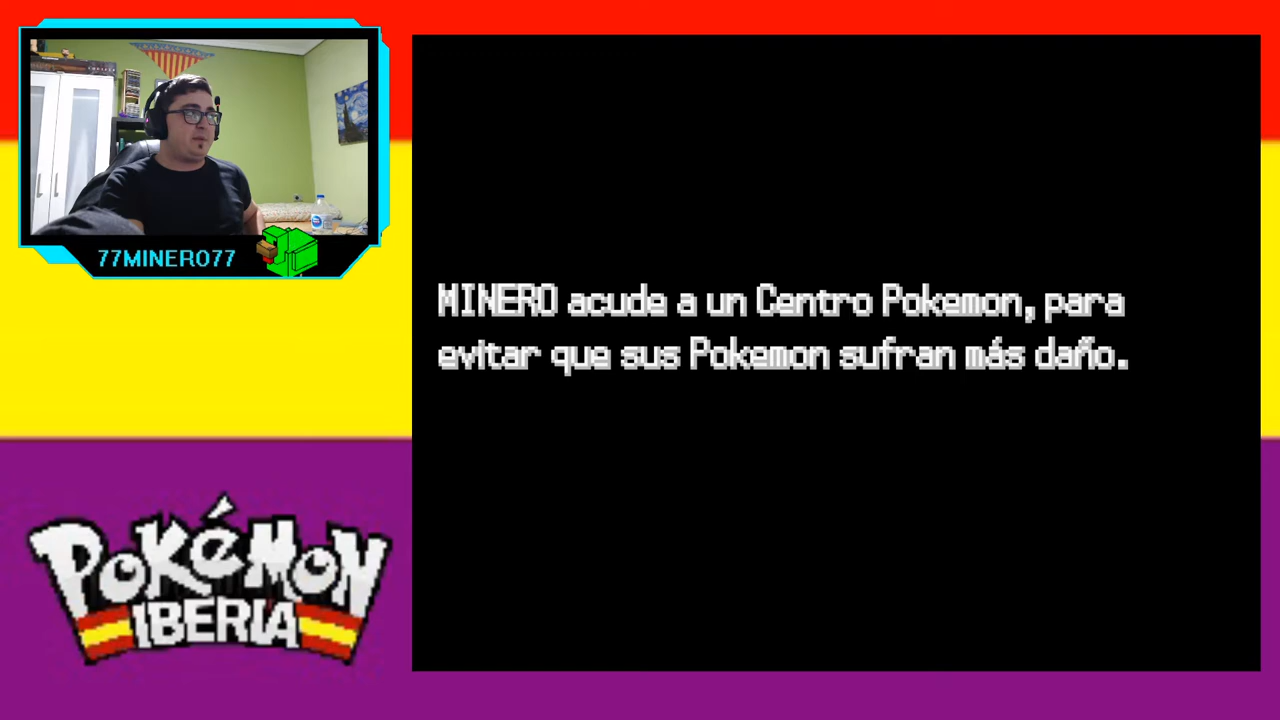 77MINERO77
MINERO acude a un Centro Pokemon, para
evitar que sus Pokemon sufran más daño.
POKéMON
IBERIA